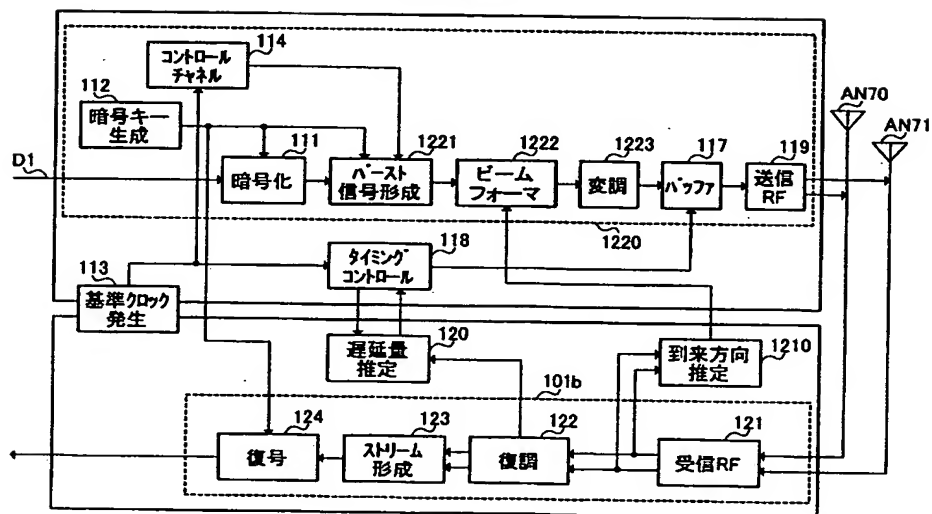 114
コントロール
チャネル
112
暗号キー
生成
AN70
AN71
D1
111
暗号化
1221
バースト
信号形成
1222
ビーム
フォーマ
1223
変調
117
バッファ
119
送信
RF
1220
118
タイミング
コントロール
113
基準クロック
発生
120
遅延量
推定
到来方向
推定
1210
101b
124
復号
123
ストリーム
形成
122
復調
121
受信RF